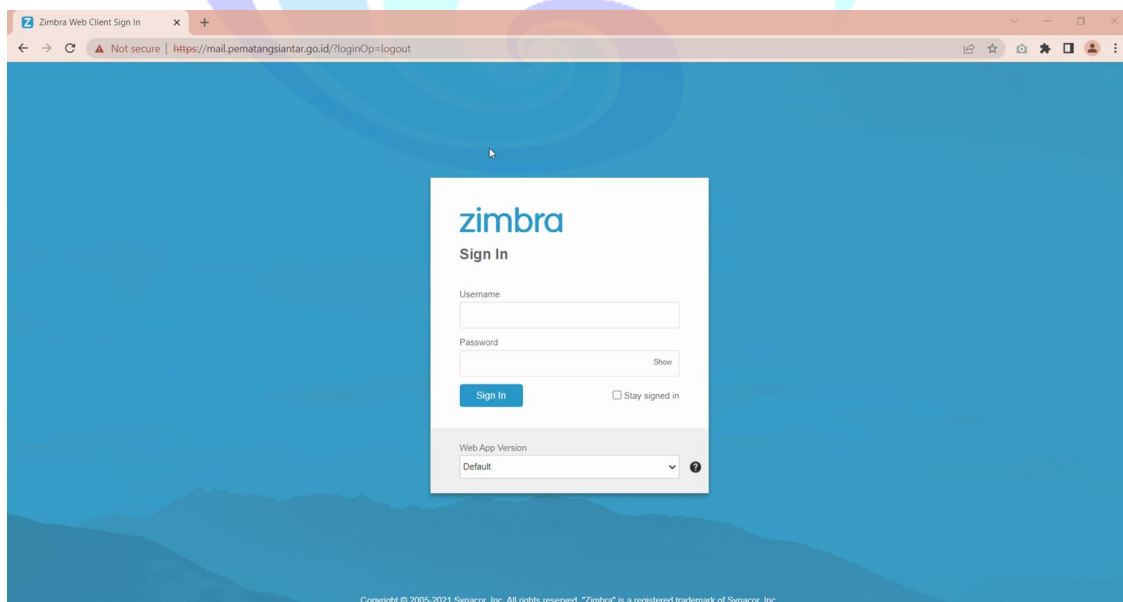 Zimbra Web Client Sign In
Not secure | https://mail.pematangsiantar.go.id/?loginOp=logout
zimbra
Sign In
Username
Password
Show
Sign In Stay signed in
Web App Version
Default
Copyright © 2005-2021 Synacor, Inc. All rights reserved. "Zimbra" is a registered trademark of Synacor, Inc.